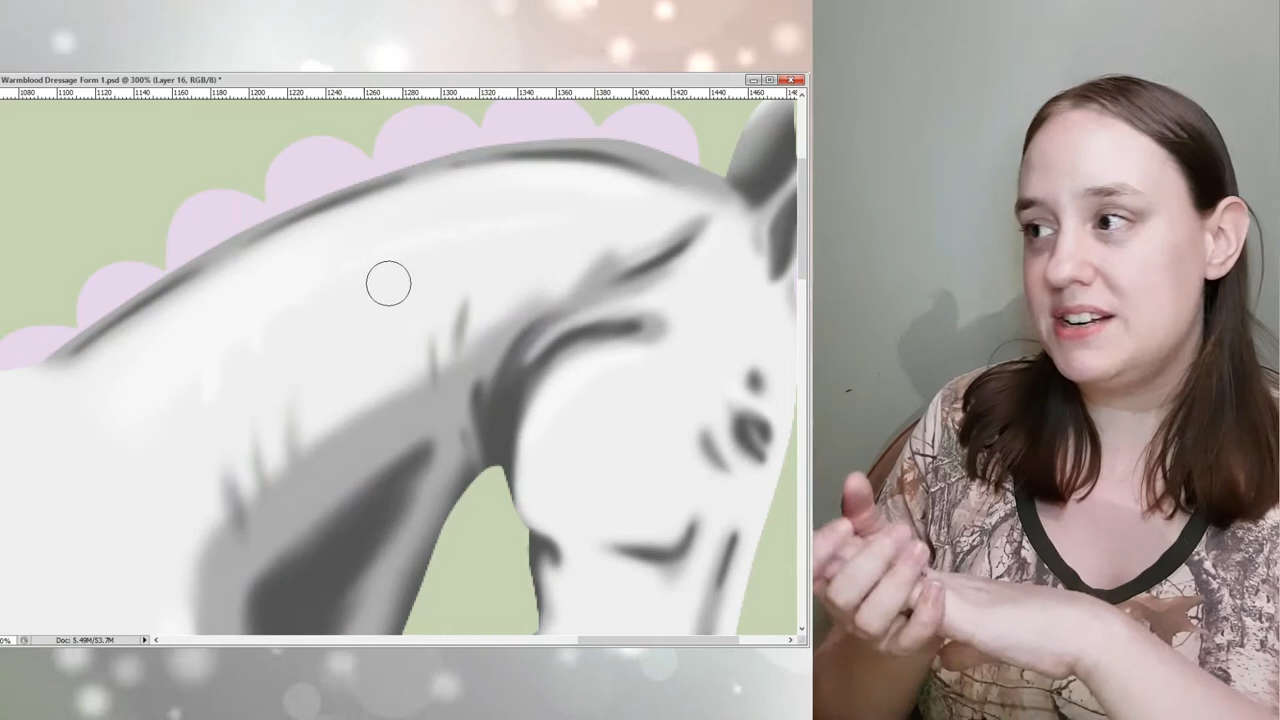 Warmblood Dressage Form 1.psd @ 300% (Layer 16, RGB/8) *
1080 1100 1120 1140 1160 1180 1200 1220 1240 1260 1280 1300 1320 1340 1360 1380 1400 1420 1440 1460
0% Doc: 5.49M/53.7M